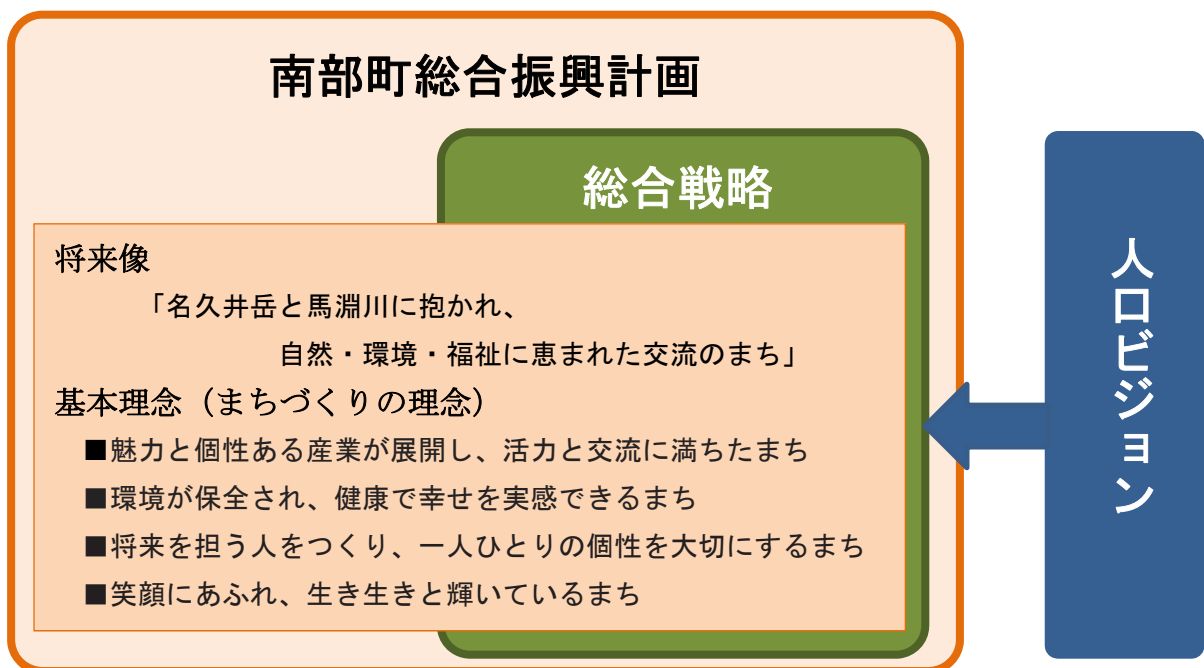 南部町総合振興計画
総合戦略
将来像
「名久井岳と馬淵川に抱かれ、
自然・環境・福祉に恵まれた交流のまち」
基本理念（まちづくりの理念）
■魅力と個性ある産業が展開し、活力と交流に満ちたまち
■環境が保全され、健康で幸せを実感できるまち
■将来を担う人をつくり、一人ひとりの個性を大切にするまち
■笑顔にあふれ、生き生きと輝いているまち
人口ビジョン